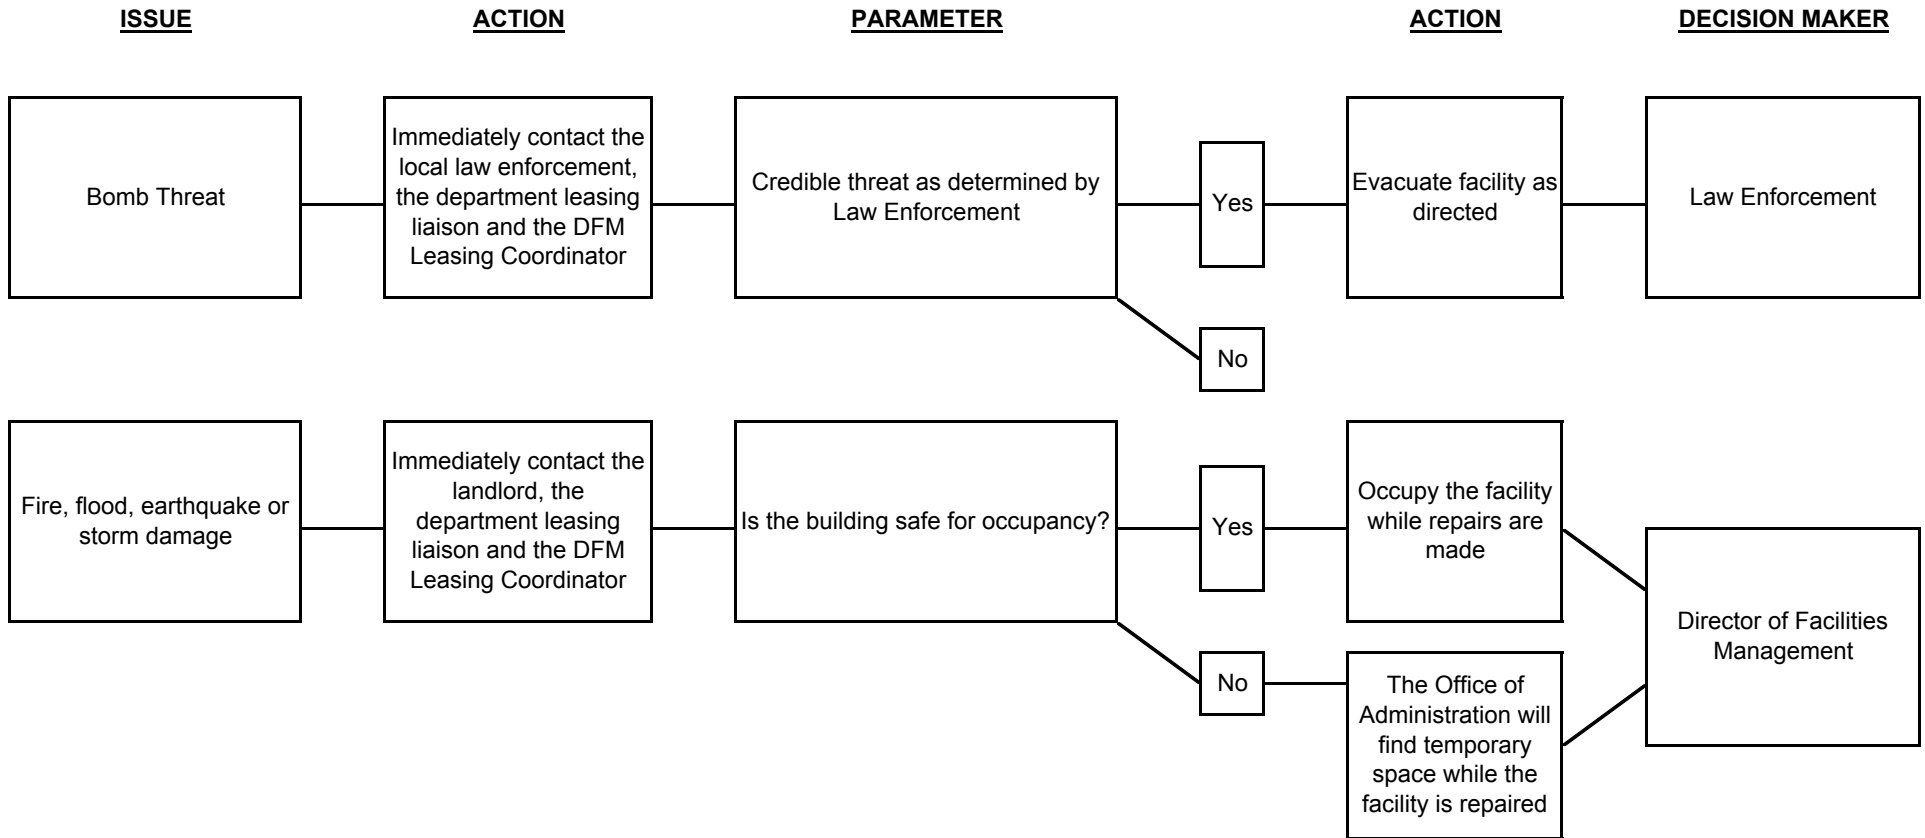 ISSUE
ACTION
PARAMETER
ACTION
DECISION MAKER
Bomb Threat
Immediately contact the
local law enforcement,
the department leasing
liaison and the DFM
Leasing Coordinator
Credible threat as determined by
Law Enforcement
Yes
Evacuate facility as
directed
Law Enforcement
No
Fire, flood, earthquake or
storm damage
Immediately contact the
landlord, the
department leasing
liaison and the DFM
Leasing Coordinator
Is the building safe for occupancy?
Yes
Occupy the facility
while repairs are
made
Director of Facilities
Management
No
The Office of
Administration will
find temporary
space while the
facility is repaired